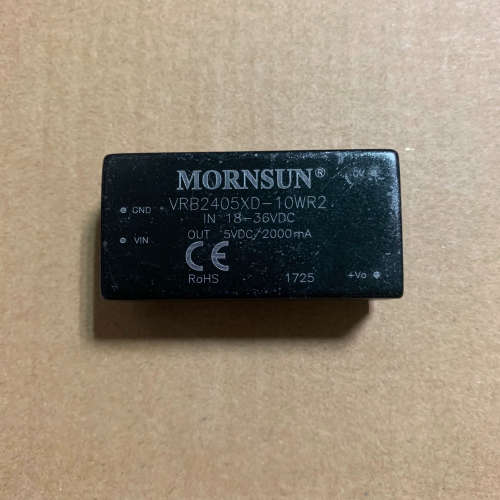 MORNSUN®
0V
VRB2405XD-10WR2
GND
IN 18-36VDC
OUT 5VDC/2000mA
VIN
CE
RoHS 1725 +Vo